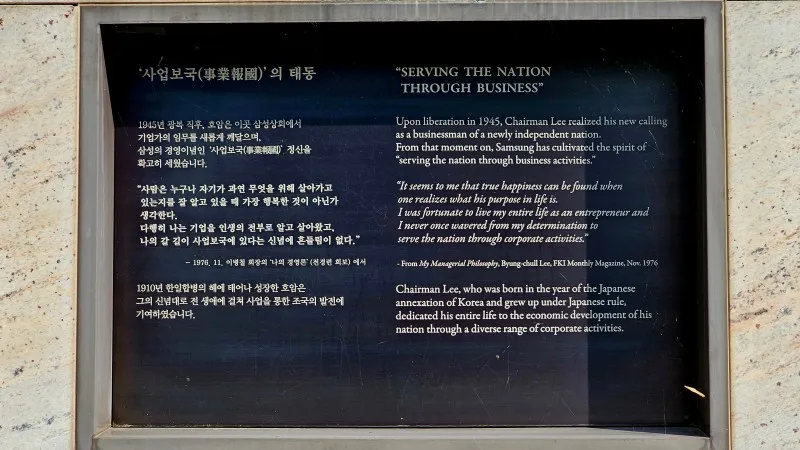 ‘사업보국(事業報國)’의 태동
1945년 광복 직후, 호암은 이곳 삼성상회에서
기업가의 임무를 새롭게 깨달으며,
삼성의 경영이념인 ‘사업보국(事業報國)’ 정신을
확고히 세웠습니다.
“사람은 누구나 자기가 과연 무엇을 위해 살아가고
있는지를 잘 알고 있을 때 가장 행복한 것이 아닌가
생각한다.
다행히 나는 기업을 인생의 전부로 알고 살아왔고,
나의 갈 길이 사업보국에 있다는 신념에 흔들림이 없다.”
– 1976. 11. 이병철 회장의 ‘나의 경영론’ (전경련 회보) 에서
1910년 한일합병의 해에 태어나 성장한 호암은
그의 신념대로 전 생애에 걸쳐 사업을 통한 조국의 발전에
기여하였습니다.
“SERVING THE NATION
THROUGH BUSINESS”
Upon liberation in 1945, Chairman Lee realized his new calling
as a businessman of a newly independent nation.
From that moment on, Samsung has cultivated the spirit of
“serving the nation through business activities.”
“It seems to me that true happiness can be found when
one realizes what his purpose in life is.
I was fortunate to live my entire life as an entrepreneur and
I never once wavered from my determination to
serve the nation through corporate activities.”
- From My Managerial Philosophy, Byung-chull Lee, FKI Monthly Magazine, Nov. 1976
Chairman Lee, who was born in the year of the Japanese
annexation of Korea and grew up under Japanese rule,
dedicated his entire life to the economic development of his
nation through a diverse range of corporate activities.